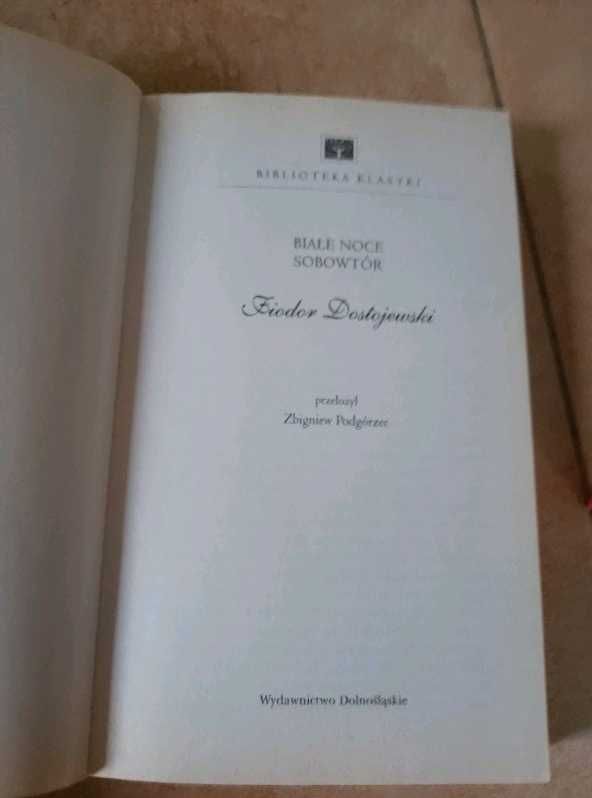 BIBLIOTEKA KLASYKI
BIAŁE NOCE
SOBOWTÓR
Fiodor Dostojewski
przełożył
Zbigniew Podgórzec
Wydawnictwo Dolnośląskie